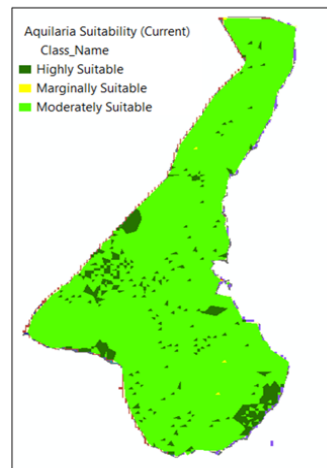 Aquilaria Suitability (Current)
Class_Name
Highly Suitable
Marginally Suitable
Moderately Suitable